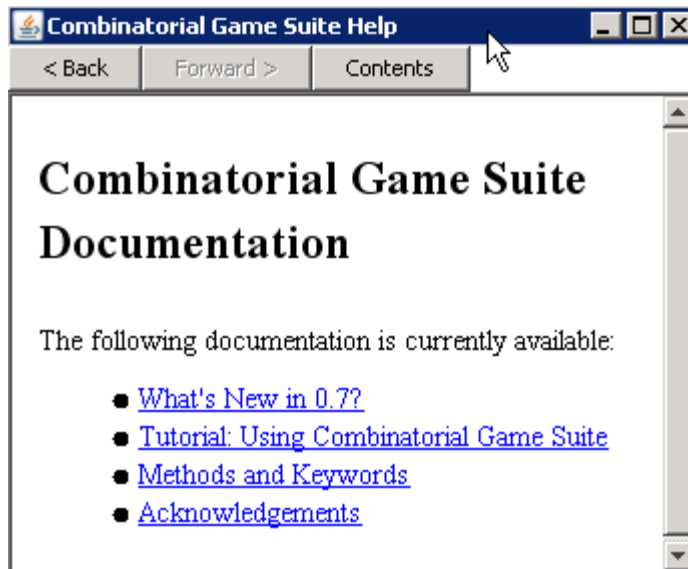 Combinatorial Game Suite Help
< Back Forward > Contents
Combinatorial Game Suite
Documentation
The following documentation is currently available:
What's New in 0.7?
Tutorial: Using Combinatorial Game Suite
Methods and Keywords
Acknowledgements